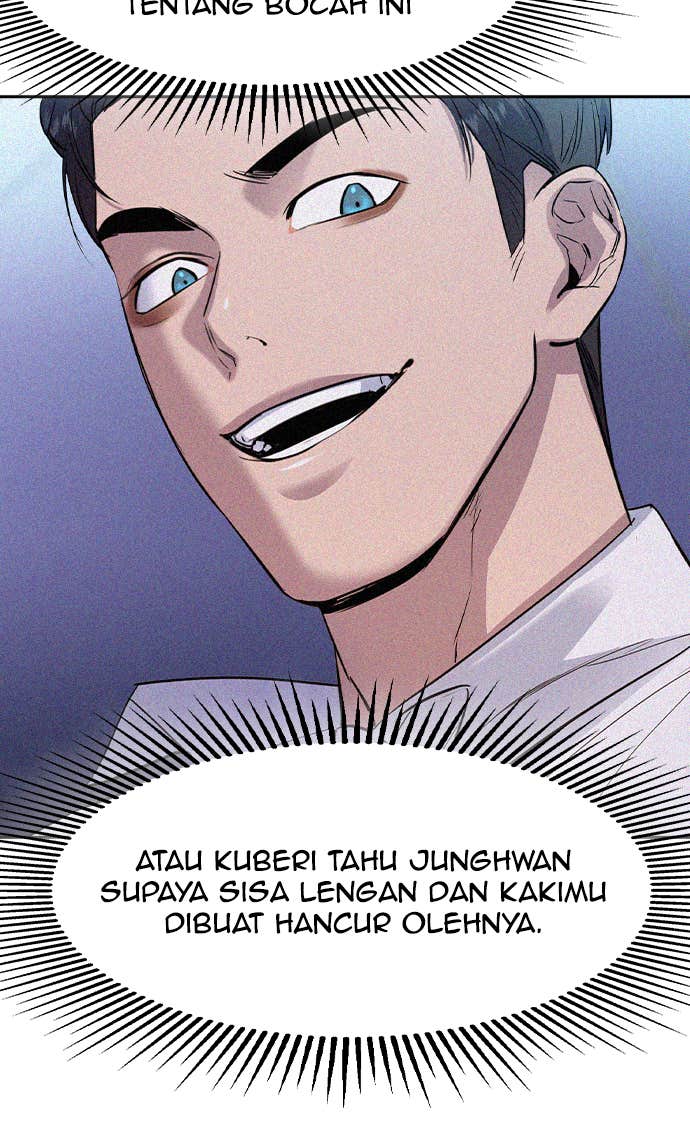 TENTANG BOCAH INI
ATAU KUBERI TAHU JUNGHWAN
SUPAYA SISA LENGAN DAN KAKIMU
DIBUAT HANCUR OLEHNYA.